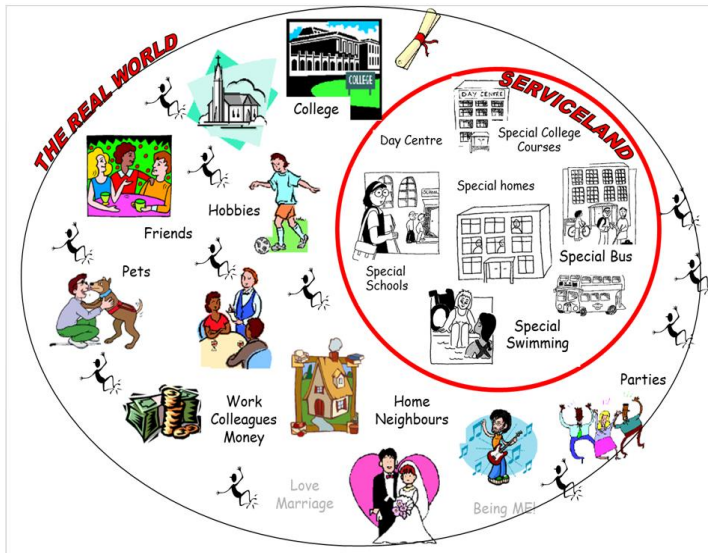 THE REAL WORLD
SERVICELAND
COLLEGE
College
DAY CENTRE
Day Centre
Special College
Courses
Special homes
SCHOOL
Special
Schools
Special Bus
Special
Swimming
Friends
Hobbies
Pets
Work
Colleagues
Money
Home
Neighbours
Parties
Love
Marriage
Being ME!